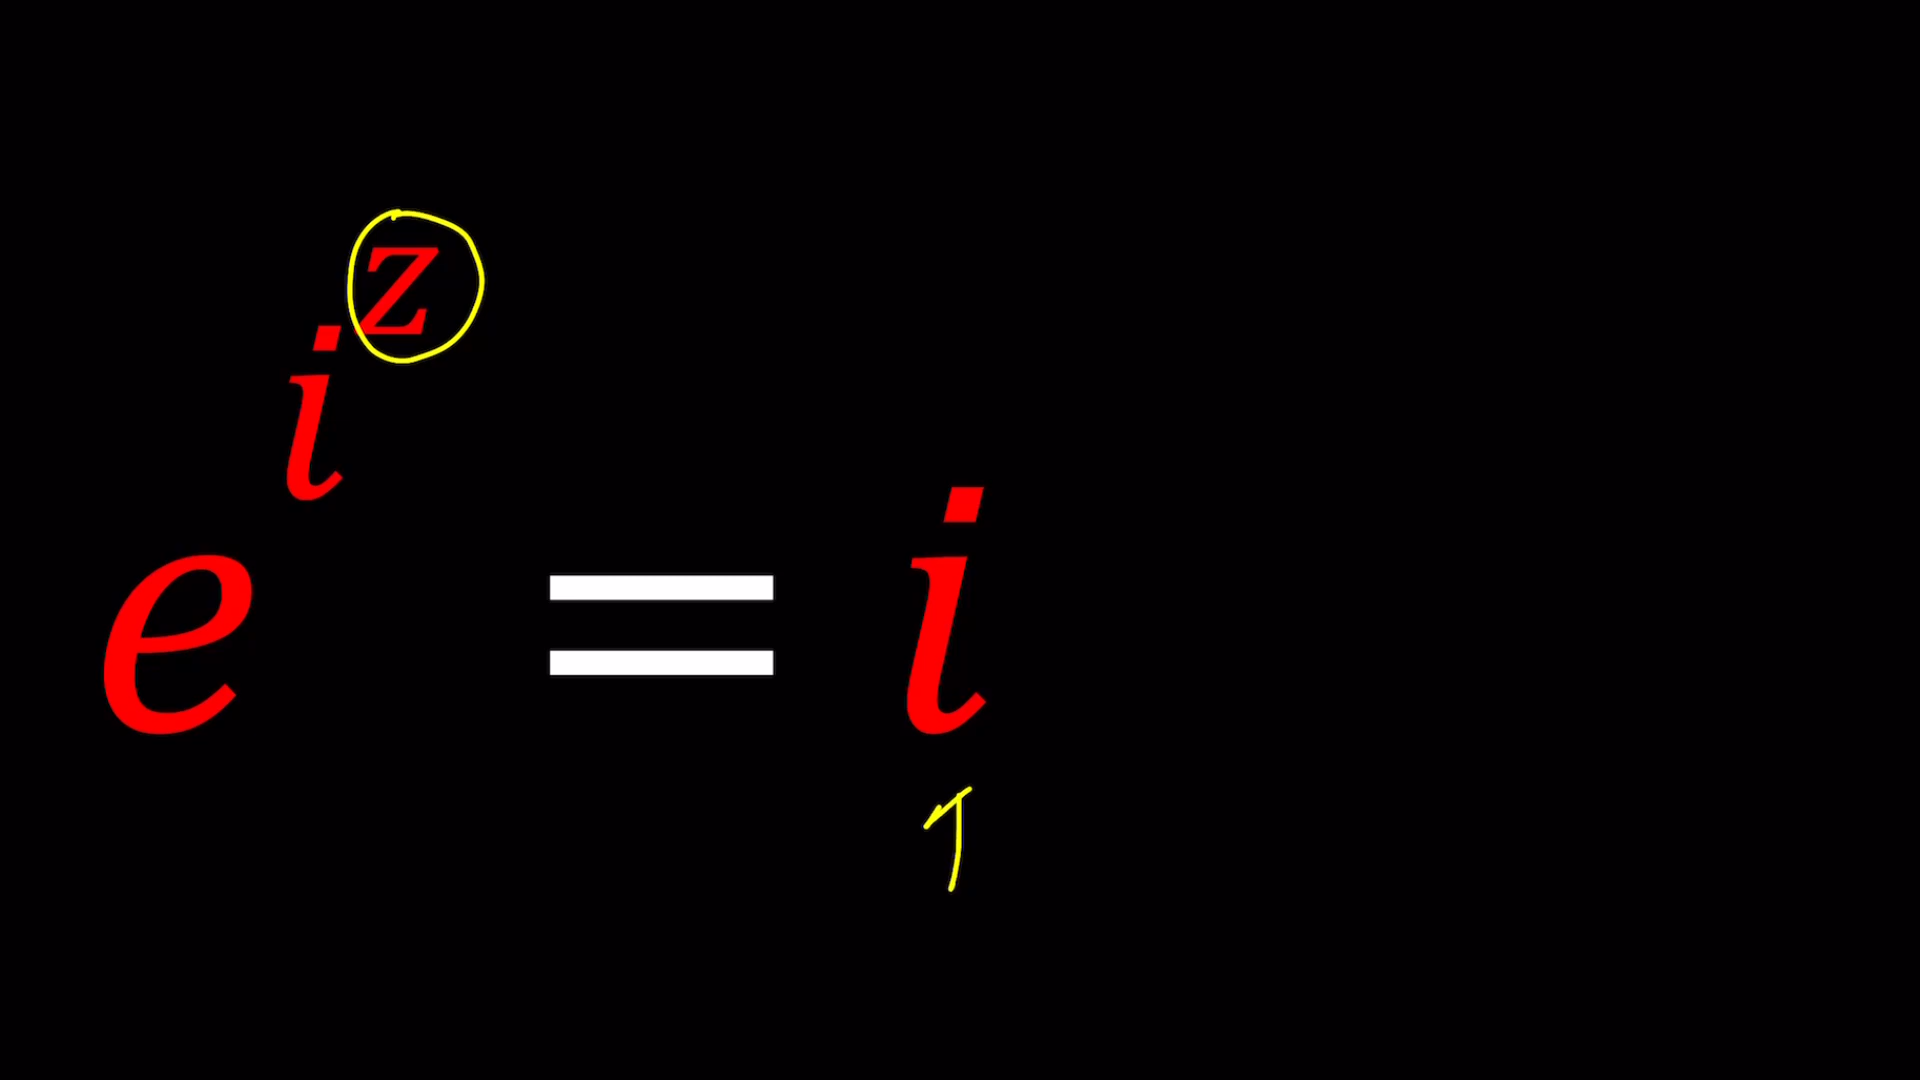 e^{i^z} = i